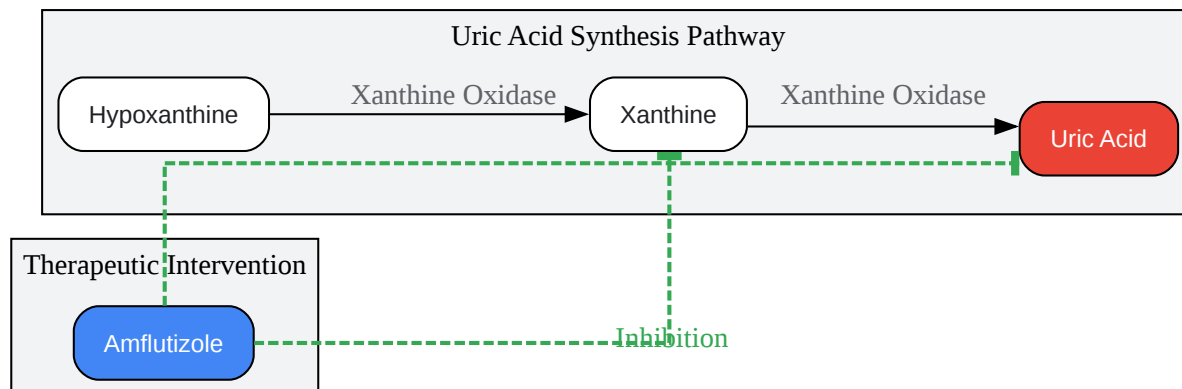 Uric Acid Synthesis Pathway
Xanthine Oxidase
Xanthine Oxidase
Hypoxanthine
Xanthine
Uric Acid
Therapeutic Intervention
Amflutizole
Inhibition